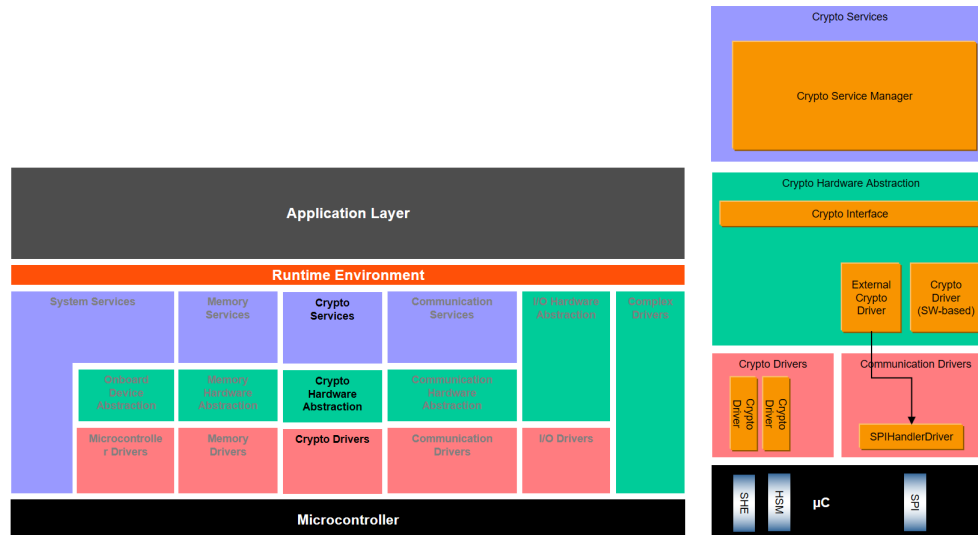 Application Layer
Runtime Environment
System Services
Memory
Services
Crypto
Services
Communication
Services
I/O Hardware
Abstraction
Complex
Drivers
Onboard
Device
Abstraction
Memory
Hardware
Abstraction
Crypto
Hardware
Abstraction
Communication
Hardware
Abstraction
Microcontrolle
r Drivers
Memory
Drivers
Crypto Drivers
Communication
Drivers
I/O Drivers
Microcontroller
Crypto Services
Crypto Service Manager
Crypto Hardware Abstraction
Crypto Interface
External
Crypto
Driver
Crypto
Driver
(SW-based)
Crypto Drivers
Crypto
Driver
Crypto
Driver
Communication Drivers
SPIHandlerDriver
SHE
HSM
µC
SPI